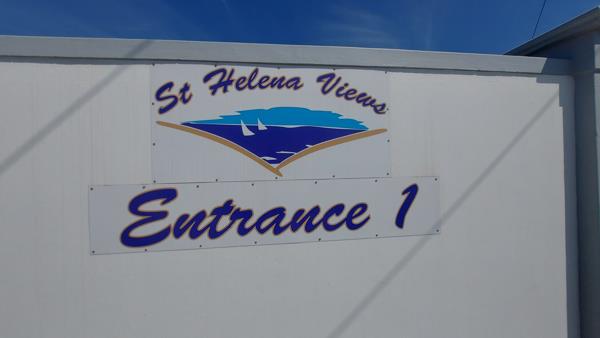 St Helena Views
Entrance 1